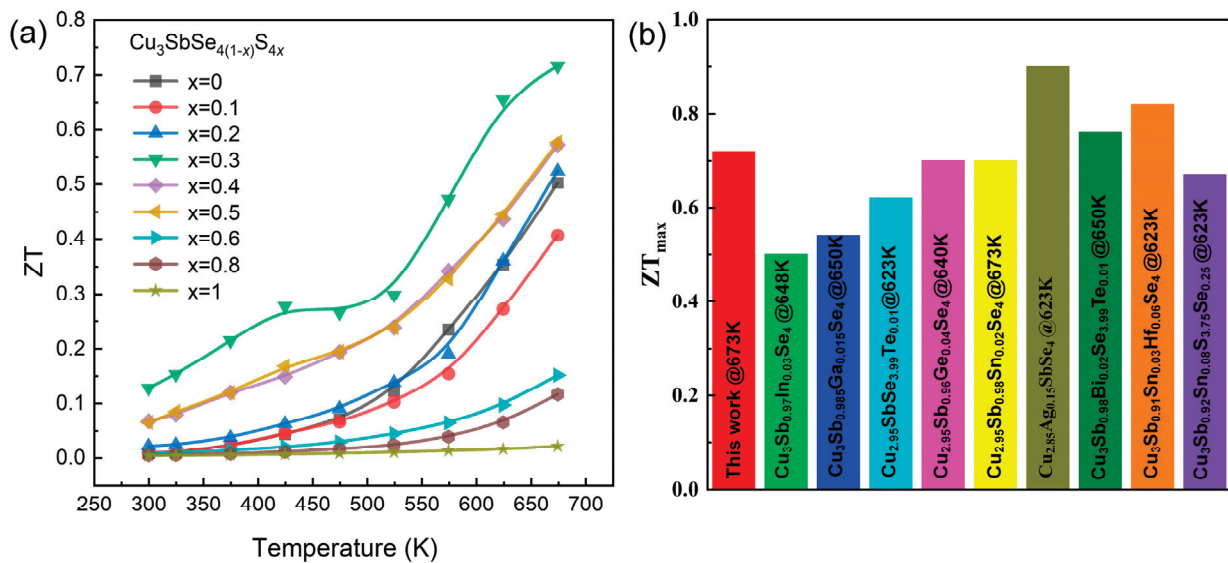 (a)
Cu₃SbSe₄₍₁₋ₓ₎S₄ₓ
x=0
x=0.1
x=0.2
x=0.3
x=0.4
x=0.5
x=0.6
x=0.8
x=1
ZT
0.8
0.7
0.6
0.5
0.4
0.3
0.2
0.1
0.0
250 300 350 400 450 500 550 600 650 700
Temperature (K)
(b)
ZTmax
1.0
0.8
0.6
0.4
0.2
0.0
This work @673K
Cu₃Sb₀.₉₇In₀.₀₃Se₄ @648K
Cu₃Sb₀.₉₈₅Ga₀.₀₁₅Se₄ @650K
Cu₂.₉₅SbSe₃.₉₉Te₀.₀₁@623K
Cu₂.₉₅Sb₀.₉₆Ge₀.₀₄Se₄ @640K
Cu₂.₉₅Sb₀.₉₈Sn₀.₀₂Se₄ @673K
Cu₂.₈₅Ag₀.₁₅SbSe₄ @623K
Cu₃Sb₀.₉₈Bi₀.₀₂Se₃.₉₉Te₀.₀₁ @650K
Cu₃Sb₀.₉₁Sn₀.₀₃Hf₀.₀₆Se₄ @623K
Cu₃Sb₀.₉₂Sn₀.₀₈S₃.₇₅Se₀.₂₅ @623K